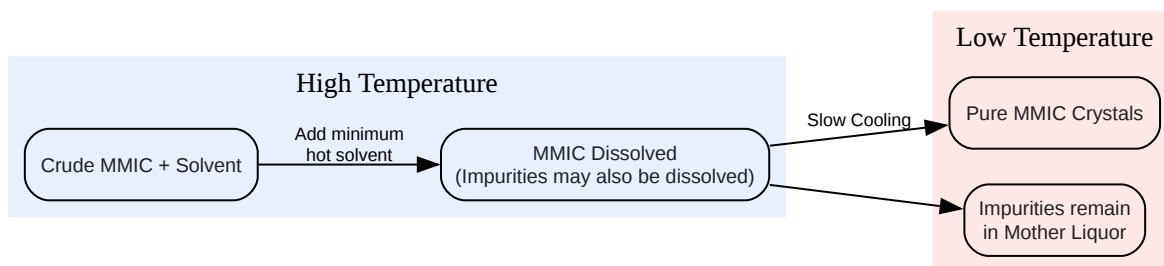 Low Temperature
High Temperature
Crude MMIC + Solvent
Add minimum
hot solvent
MMIC Dissolved
(Impurities may also be dissolved)
Slow Cooling
Pure MMIC Crystals
Impurities remain
in Mother Liquor